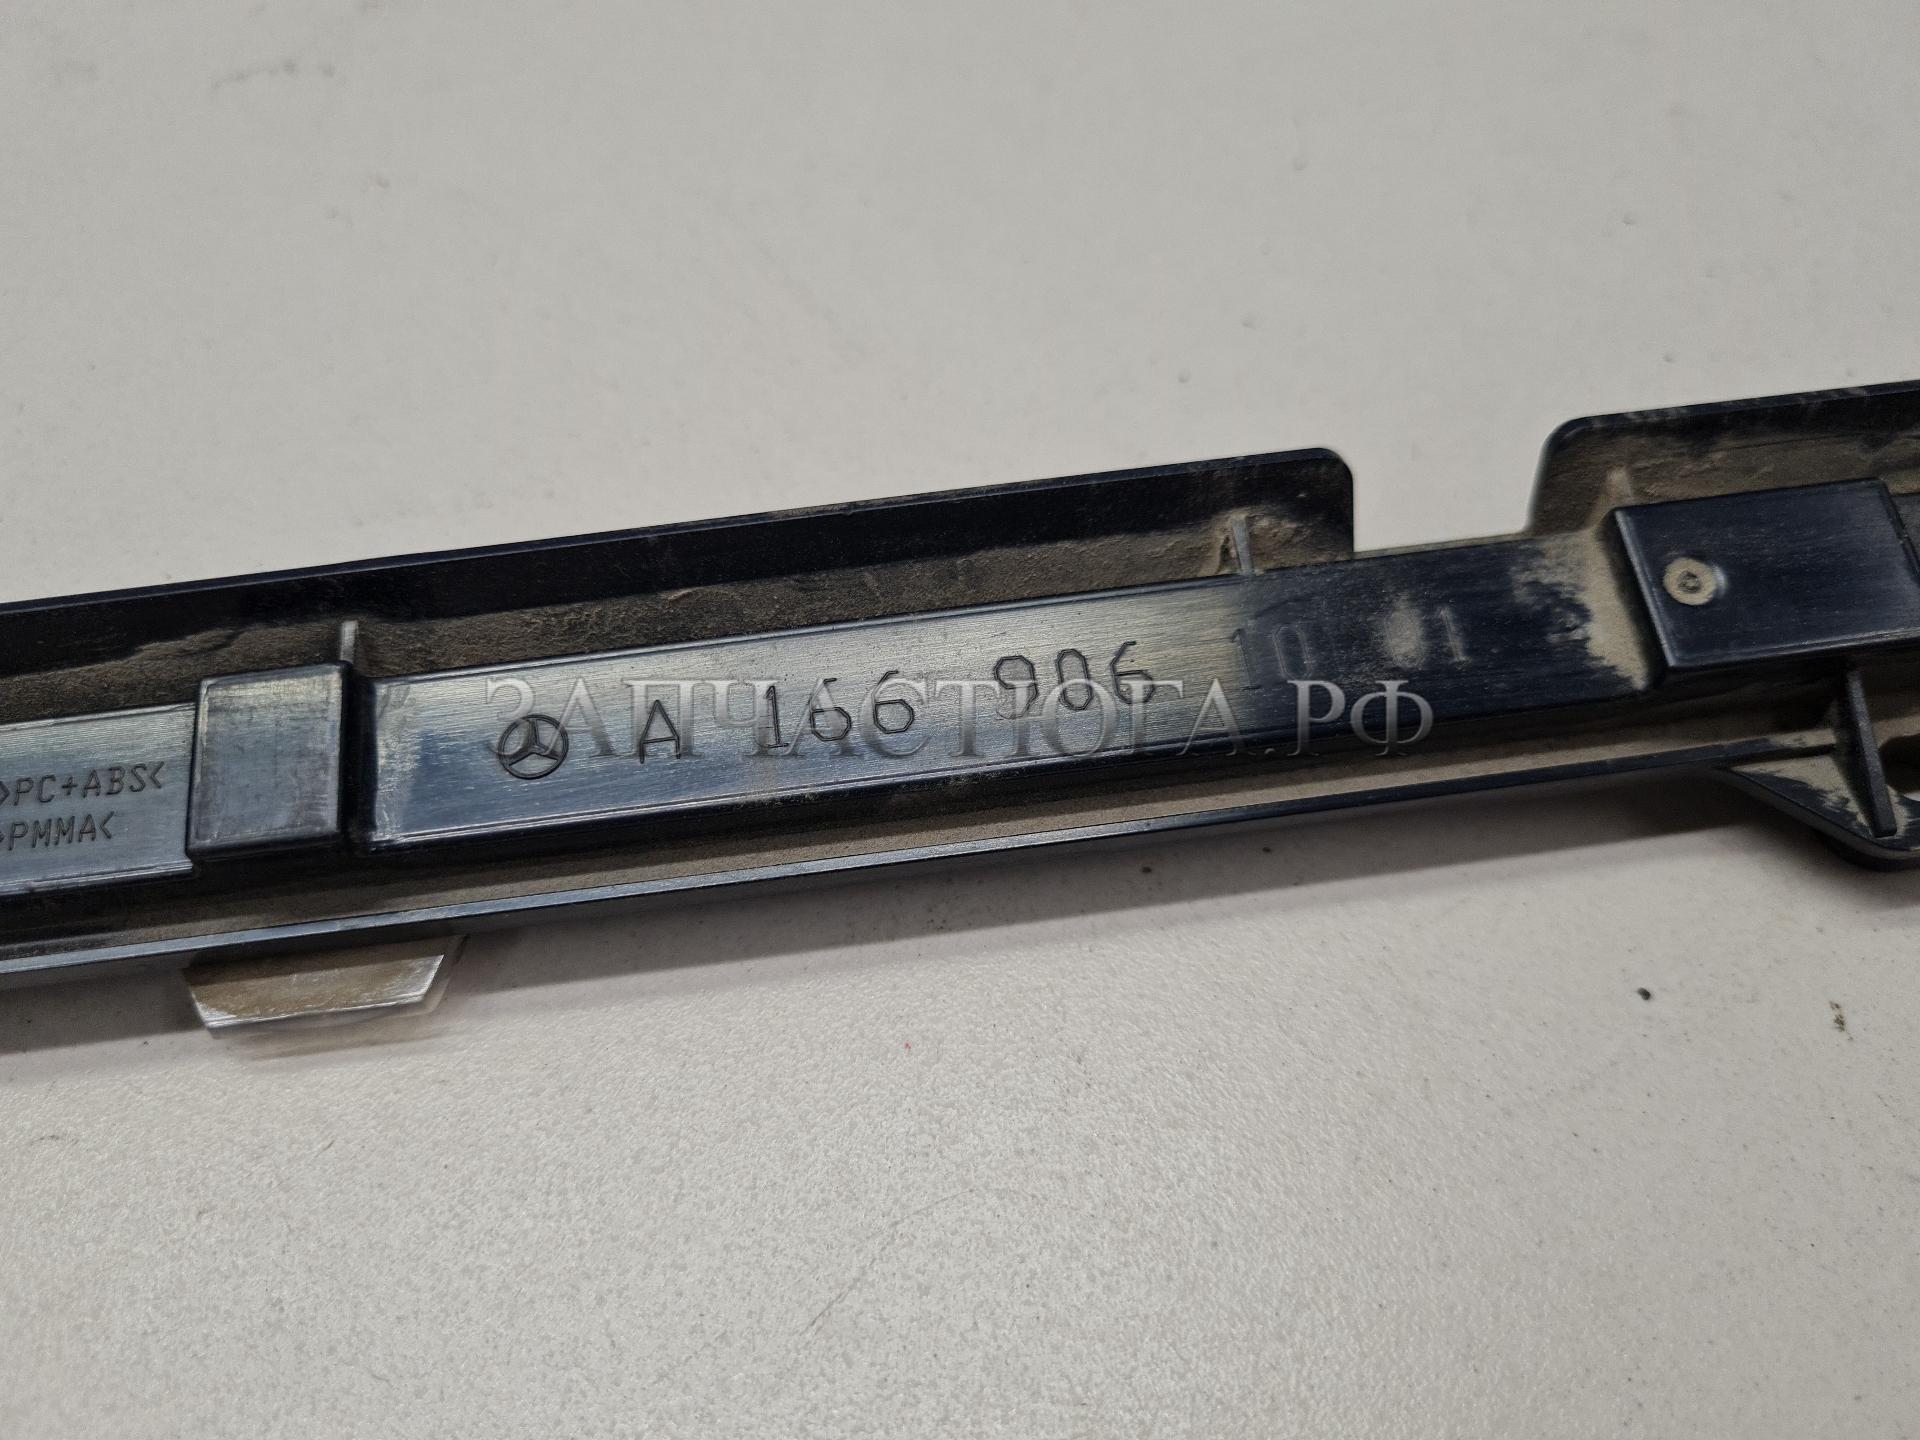 >PC+ABS<
>PMMA<
A 166 906 10 01
ЗАПЧАСТЮГА.РФ